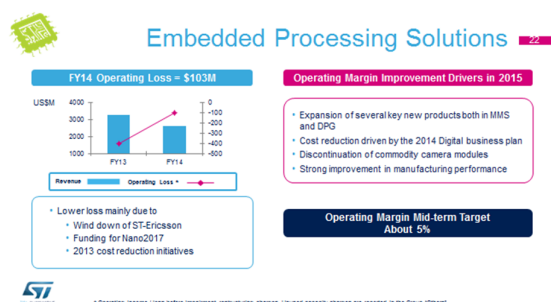 Embedded Processing Solutions
22
FY14 Operating Loss = $103M
US$M
4000
3000
2000
1000
0
-100
-200
-300
-400
-500
FY13
FY14
Revenue
Operating Loss *
• Lower loss mainly due to
• Wind down of ST-Ericsson
• Funding for Nano2017
• 2013 cost reduction initiatives
Operating Margin Improvement Drivers in 2015
• Expansion of several key new products both in MMS
and DPG
• Cost reduction driven by the 2014 Digital business plan
• Discontinuation of commodity camera modules
• Strong improvement in manufacturing performance
Operating Margin Mid-term Target
About 5%
ST